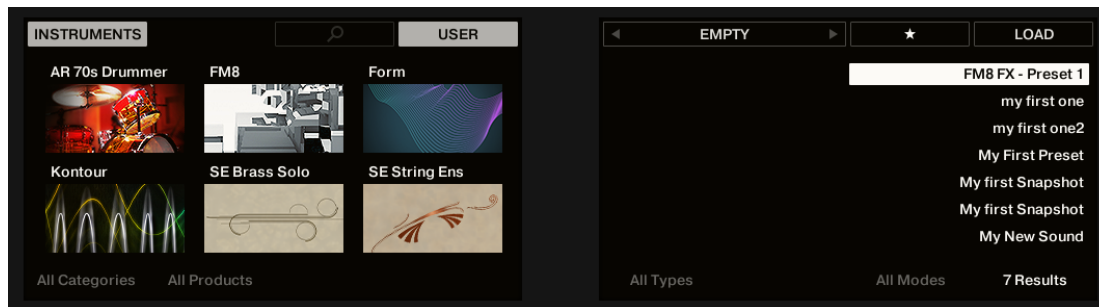 INSTRUMENTS USER
AR 70s Drummer FM8 Form
Kontour SE Brass Solo SE String Ens
All Categories All Products
EMPTY ★ LOAD
FM8 FX - Preset 1
my first one
my first one2
My First Preset
My first Snapshot
My first Snapshot
My New Sound
All Types All Modes 7 Results